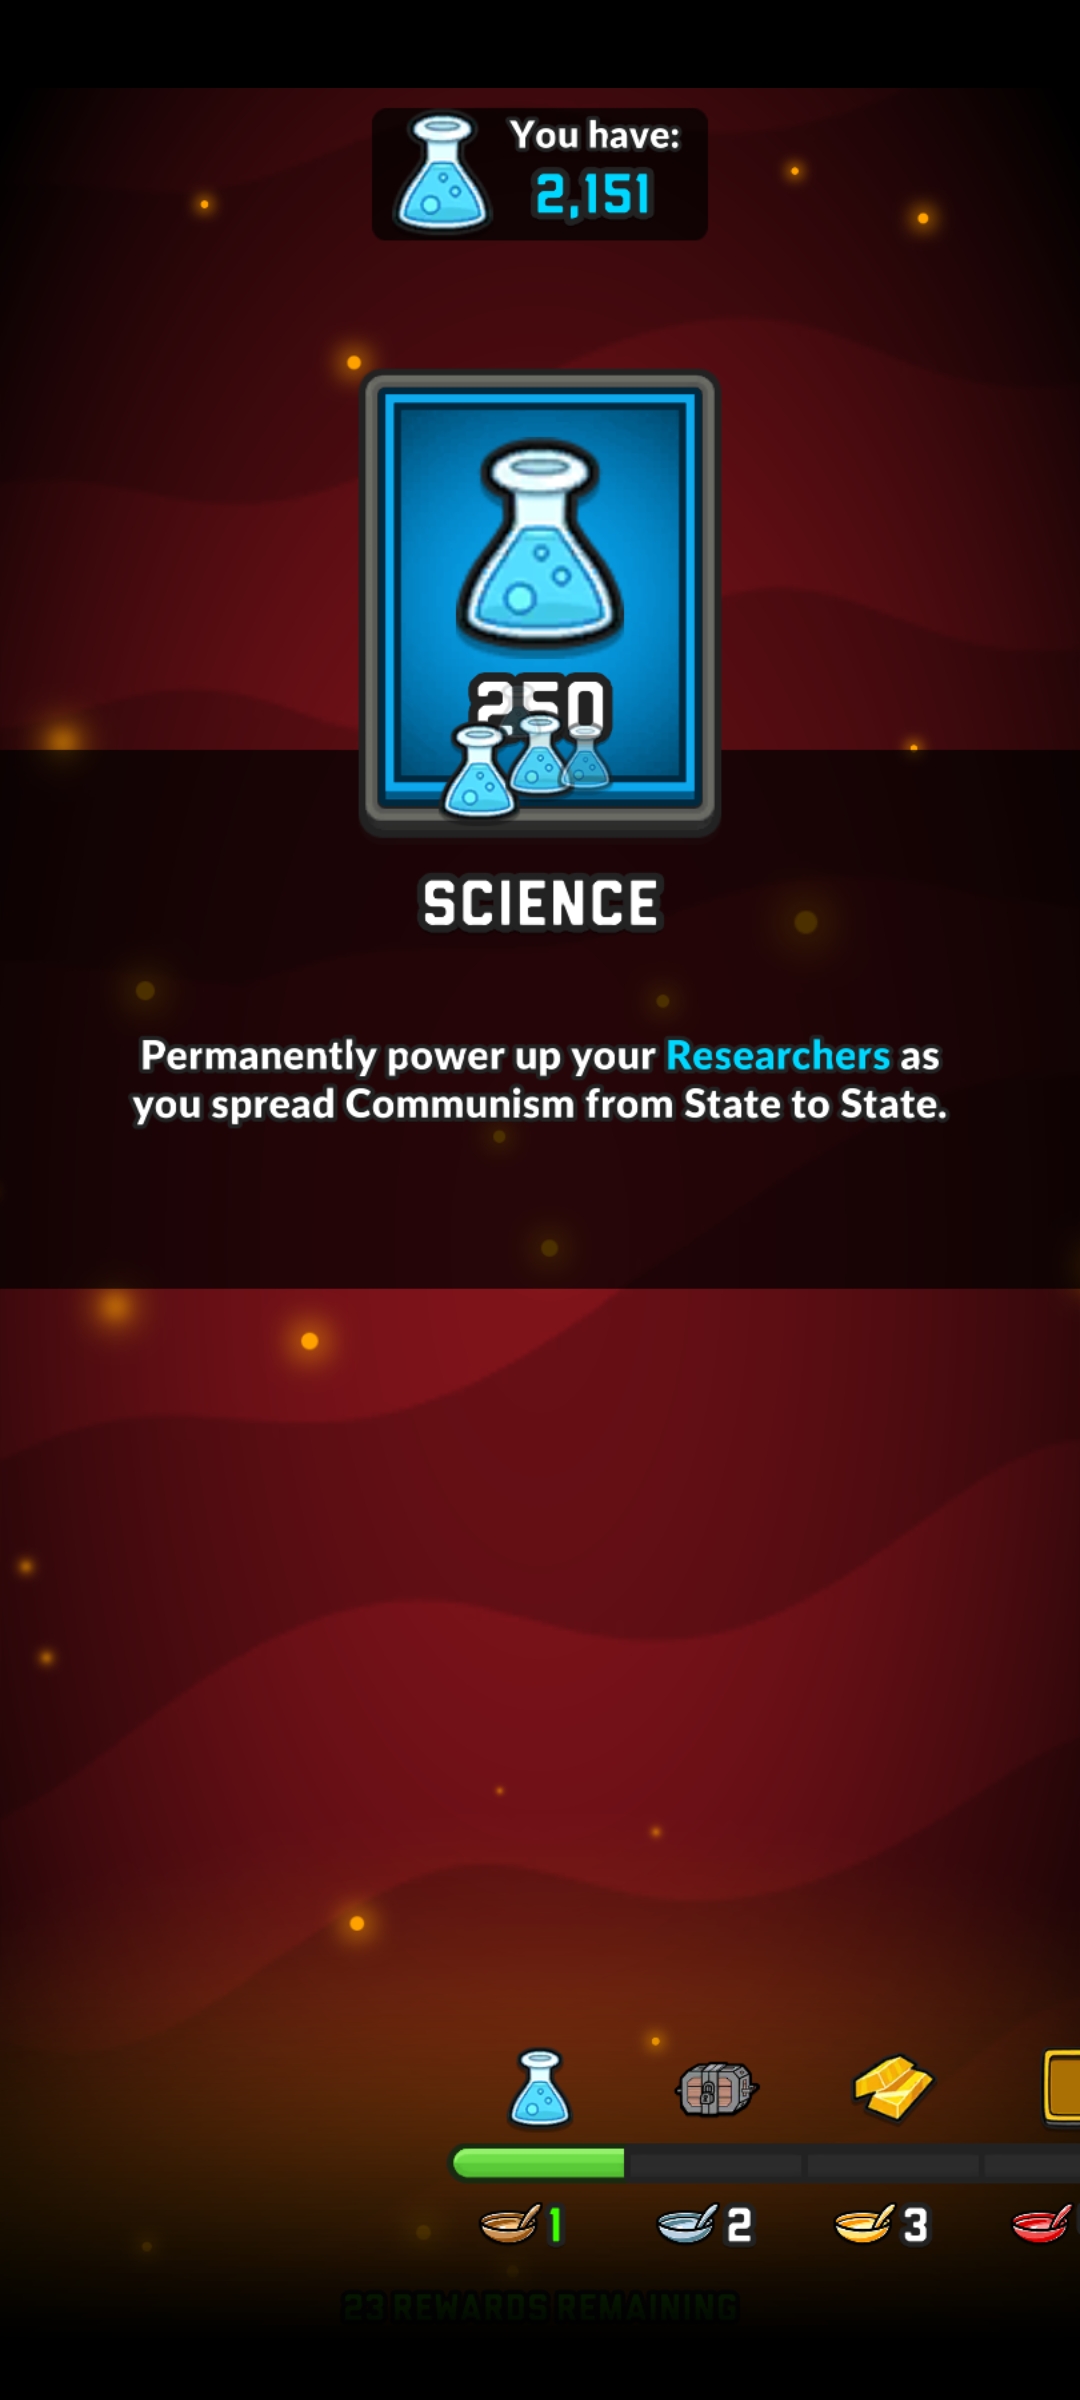 You have:
2,151
250
SCIENCE
Permanently power up your Researchers as
you spread Communism from State to State.
1
2
3
23 REWARDS REMAINING